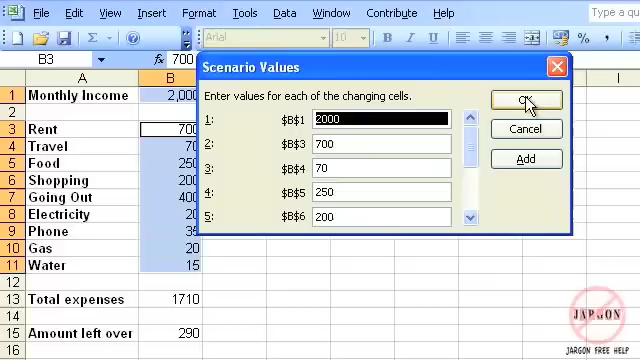 File Edit View Insert Format Tools Data Window Help Type a qu
Σ Arial 10 B %
B3 fx 700
A B I
Scenario Values
1 Monthly Income 2,000
Enter values for each of the changing cells.
OK
2
1: $B$1 2000
3 Rent 700
Cancel
2: $B$3 700
4 Travel 70
3: $B$4 70
Add
5 Food 250
6 Shopping 200
4: $B$5 250
7 Going Out 400
5: $B$6 200
8 Electricity 20
9 Phone 35
10 Gas 20
11 Water 15
12
13 Total expenses 1710
14
15 Amount left over 290
16
JARGON
JARGON FREE HELP